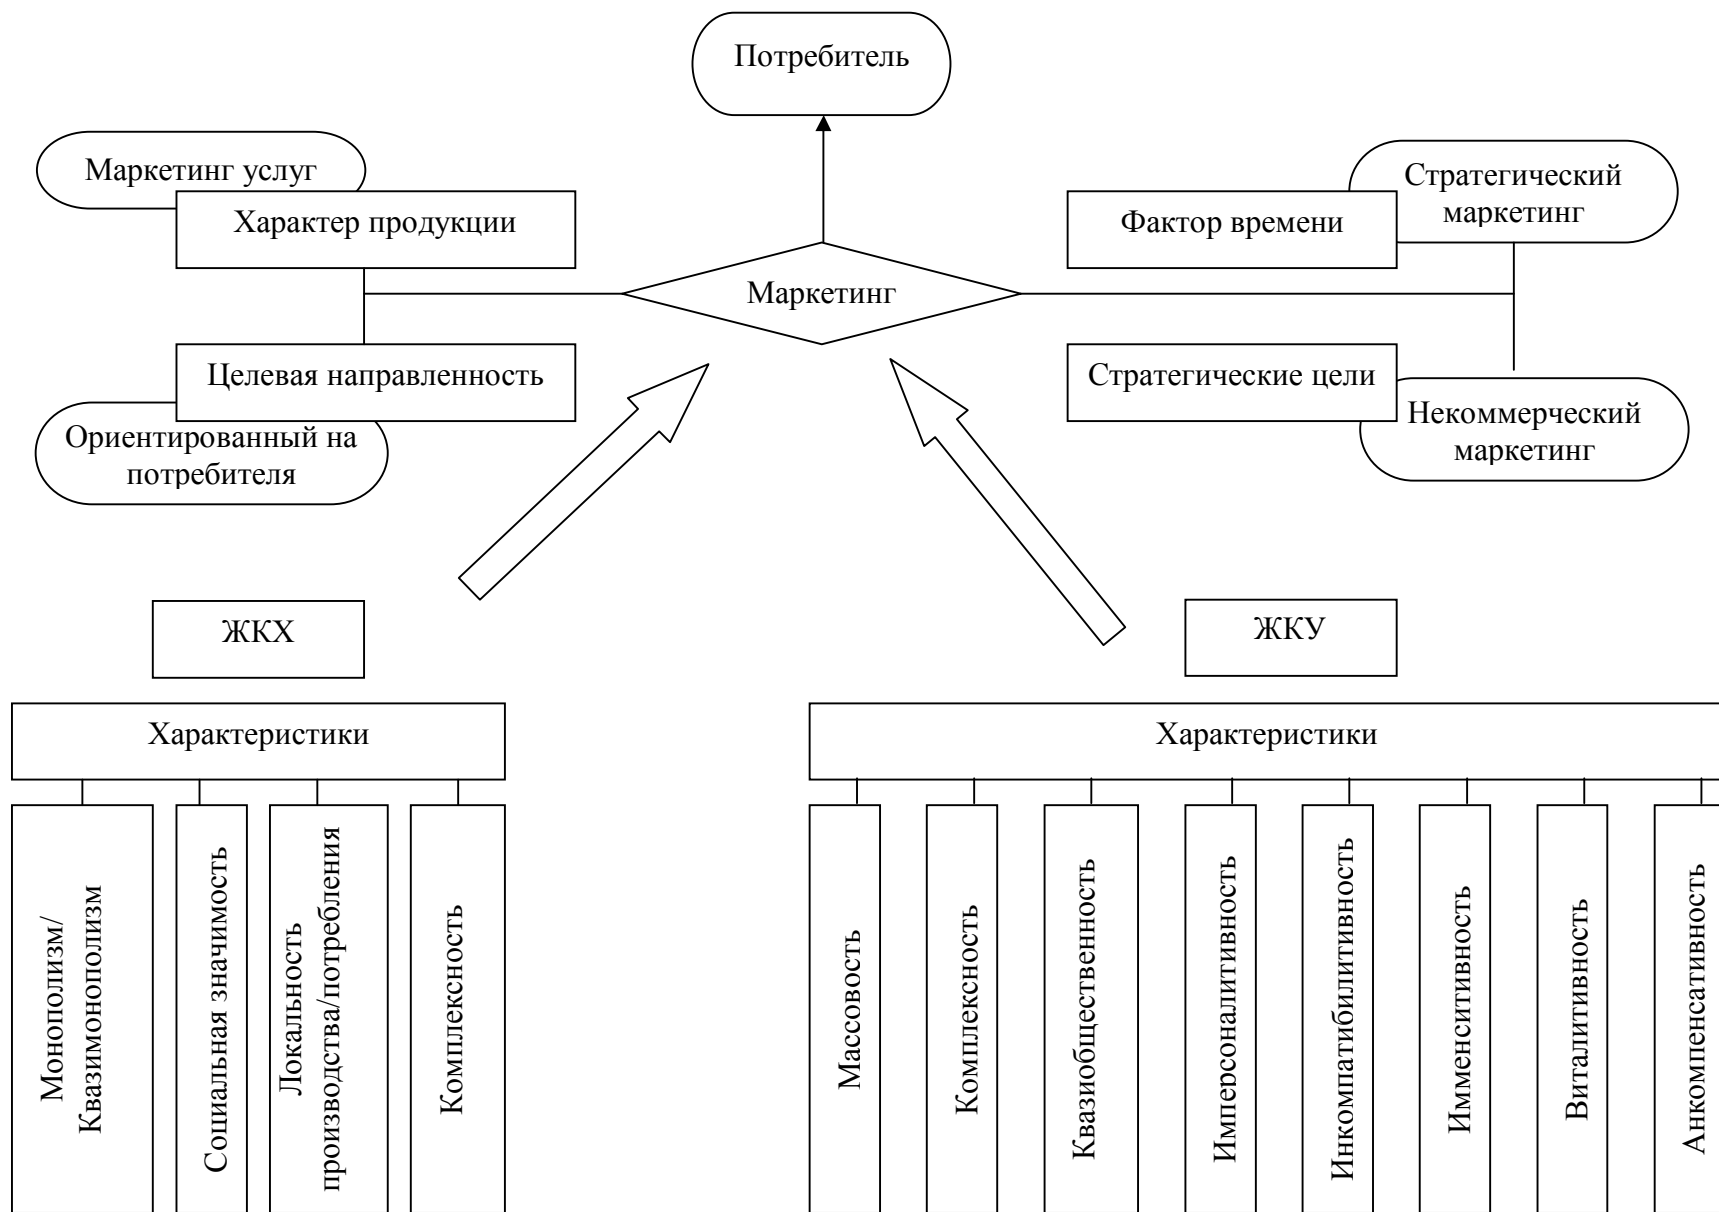 Потребитель
Маркетинг услуг
Характер продукции
Фактор времени
Стратегический
маркетинг
Маркетинг
Целевая направленность
Ориентированный на
потребителя
Стратегические цели
Некоммерческий
маркетинг
ЖКХ
ЖКУ
Характеристики
Характеристики
Монополизм/
Квазимонополизм
Социальная значимость
Локальность
производства/потребления
Комплексность
Массовость
Комплексность
Квазиобщественность
Имперсоналитивность
Инкомпатибилитивность
Имменситивность
Виталитивность
Анкомпенсативность